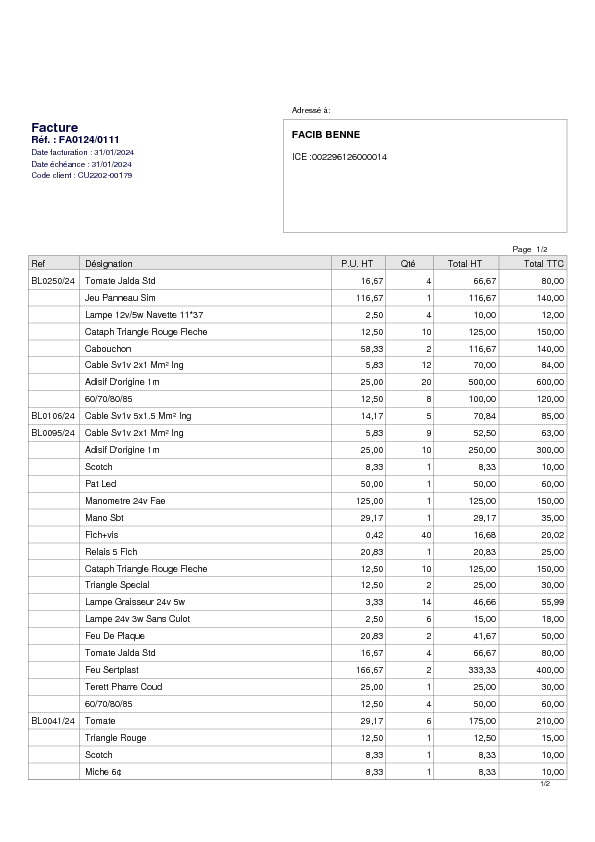 Adressé à:
Facture
Réf. : FA0124/0111
Date facturation : 31/01/2024
Date échéance : 31/01/2024
Code client : CU2202-00179
FACIB BENNE
ICE :002296126000014
Page 1/2
Ref Désignation P.U. HT Qté Total HT Total TTC
BL0250/24 Tomate Jalda Std 16,67 4 66,67 80,00
Jeu Panneau Sim 116,67 1 116,67 140,00
Lampe 12v/5w Navette 11*37 2,50 4 10,00 12,00
Cataph Triangle Rouge Fleche 12,50 10 125,00 150,00
Cabouchon 58,33 2 116,67 140,00
Cable Sv1v 2x1 Mm² Ing 5,83 12 70,00 84,00
Adisif D'origine 1m 25,00 20 500,00 600,00
60/70/80/85 12,50 8 100,00 120,00
BL0106/24 Cable Sv1v 5x1.5 Mm² Ing 14,17 5 70,84 85,00
BL0095/24 Cable Sv1v 2x1 Mm² Ing 5,83 9 52,50 63,00
Adisif D'origine 1m 25,00 10 250,00 300,00
Scotch 8,33 1 8,33 10,00
Pat Led 50,00 1 50,00 60,00
Manometre 24v Fae 125,00 1 125,00 150,00
Mano Sbt 29,17 1 29,17 35,00
Fich+vis 0,42 40 16,68 20,02
Relais 5 Fich 20,83 1 20,83 25,00
Cataph Triangle Rouge Fleche 12,50 10 125,00 150,00
Triangle Special 12,50 2 25,00 30,00
Lampe Graisseur 24v 5w 3,33 14 46,66 55,99
Lampe 24v 3w Sans Culot 2,50 6 15,00 18,00
Feu De Plaque 20,83 2 41,67 50,00
Tomate Jalda Std 16,67 4 66,67 80,00
Feu Sertplast 166,67 2 333,33 400,00
Terett Pharre Coud 25,00 1 25,00 30,00
60/70/80/85 12,50 4 50,00 60,00
BL0041/24 Tomate 29,17 6 175,00 210,00
Triangle Rouge 12,50 1 12,50 15,00
Scotch 8,33 1 8,33 10,00
Miche 6¢ 8,33 1 8,33 10,00
1/2